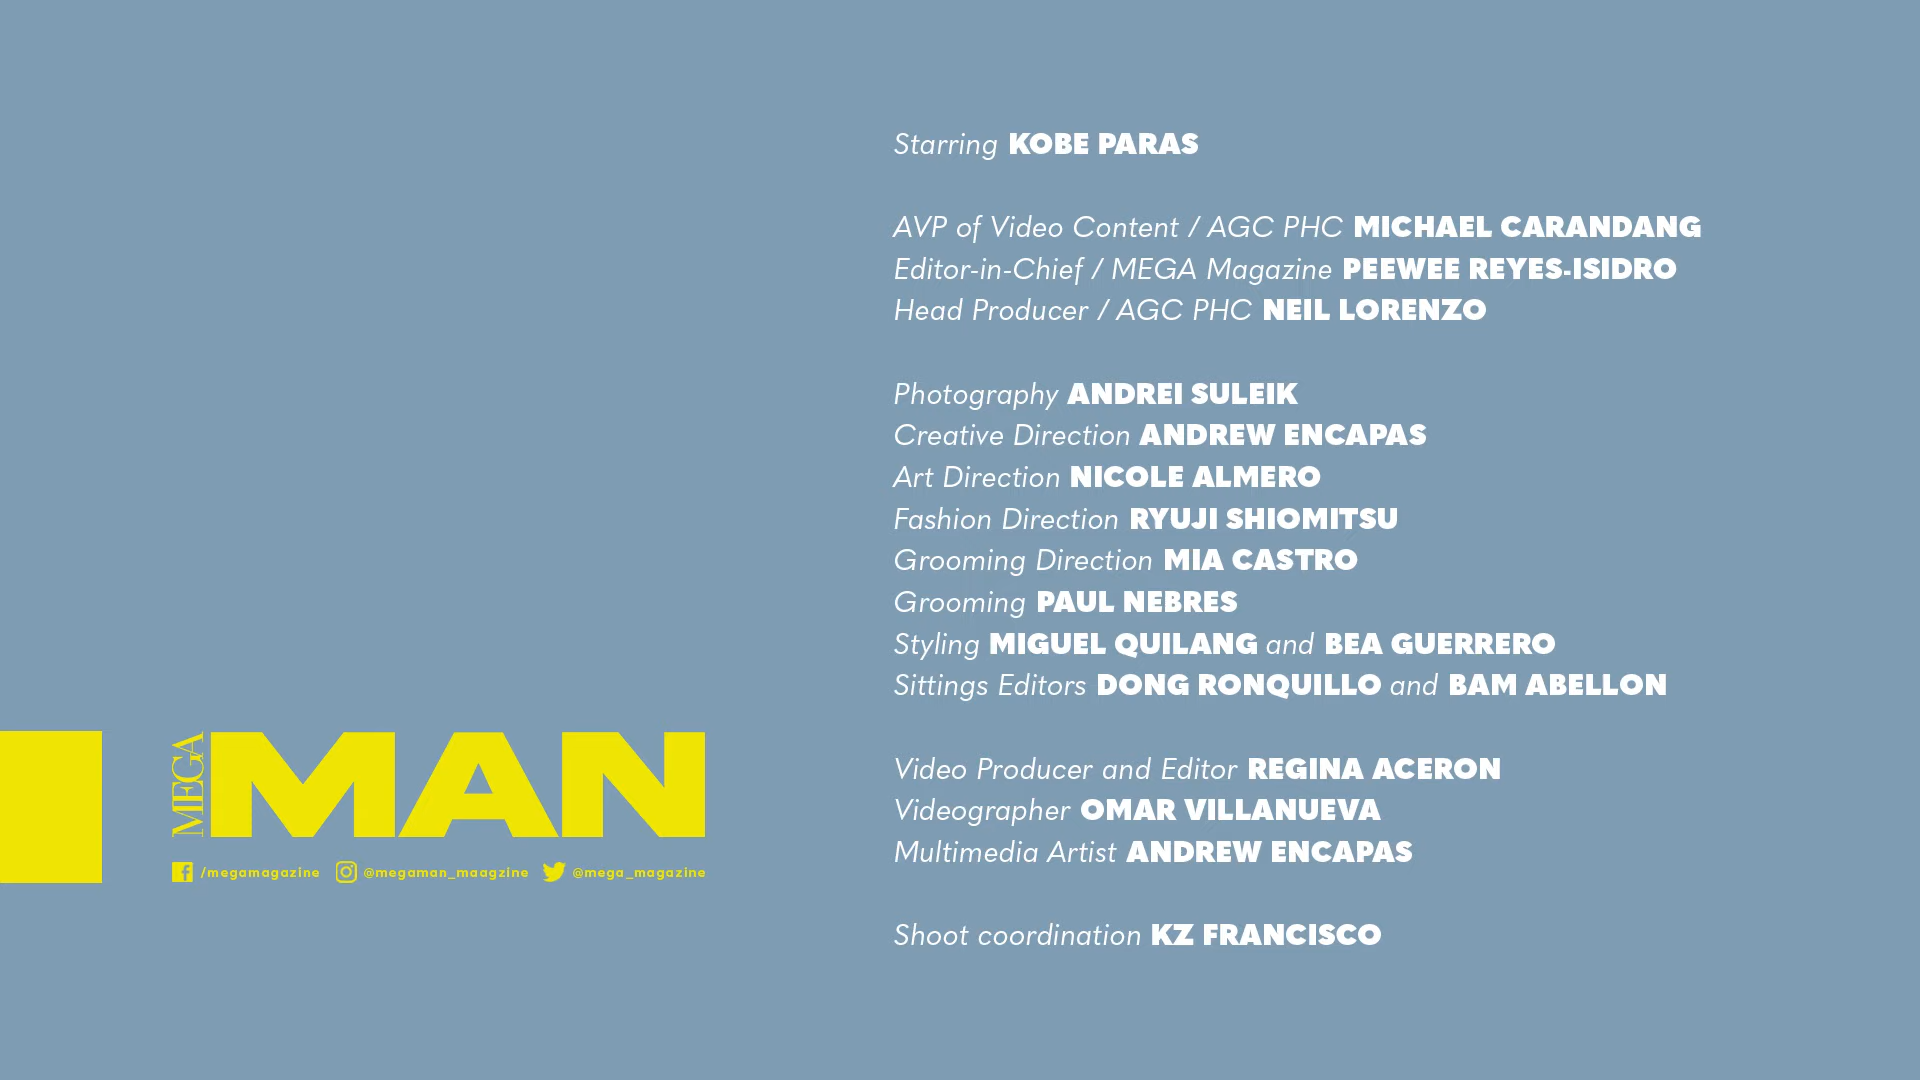 Starring KOBE PARAS
AVP of Video Content / AGC PHC MICHAEL CARANDANG
Editor-in-Chief / MEGA Magazine PEEWEE REYES-ISIDRO
Head Producer / AGC PHC NEIL LORENZO
Photography ANDREI SULEIK
Creative Direction ANDREW ENCAPAS
Art Direction NICOLE ALMERO
Fashion Direction RYUJI SHIOMITSU
Grooming Direction MIA CASTRO
Grooming PAUL NEBRES
Styling MIGUEL QUILANG and BEA GUERRERO
Sittings Editors DONG RONQUILLO and BAM ABELLON
Video Producer and Editor REGINA ACERON
Videographer OMAR VILLANUEVA
Multimedia Artist ANDREW ENCAPAS
Shoot coordination KZ FRANCISCO
MEGA MAN
/megamagazine @megaman_maagzine @mega_magazine